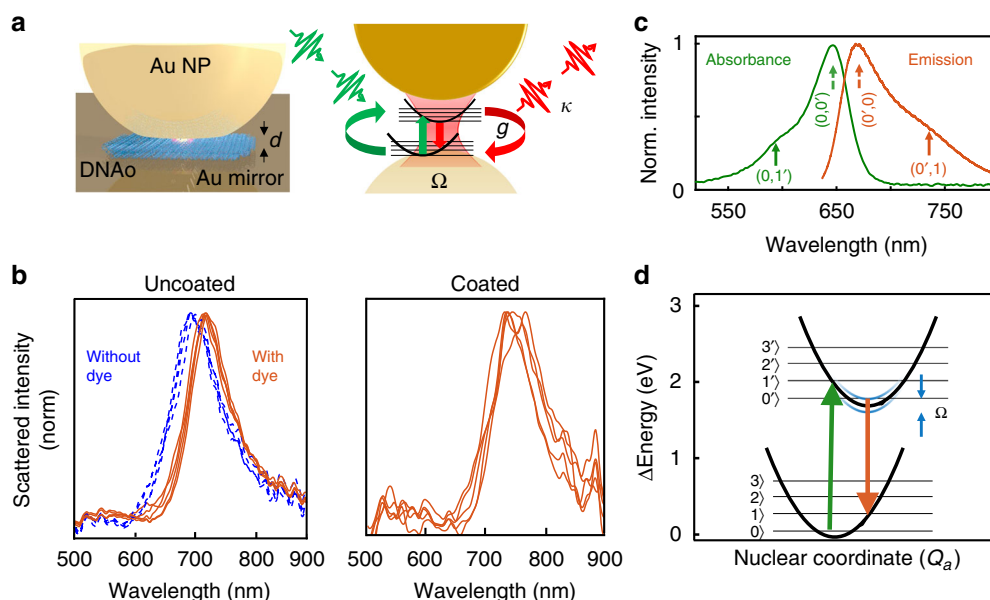 a
Au NP
DNAo
d
Au mirror
κ
g
Ω
c
Norm. intensity
1
0
Absorbance
Emission
(0,0′)
(0′,0)
(0,1′)
(0′,1)
550
650
750
Wavelength (nm)
b
Uncoated
Coated
Scattered intensity
(norm)
Without
dye
With
dye
500 600 700 800 900
500 600 700 800 900
Wavelength (nm)
Wavelength (nm)
d
ΔEnergy (eV)
3
2
1
0
3′⟩
2′⟩
1′⟩
0′⟩
Ω
3⟩
2⟩
1⟩
0⟩
Nuclear coordinate (Qa)